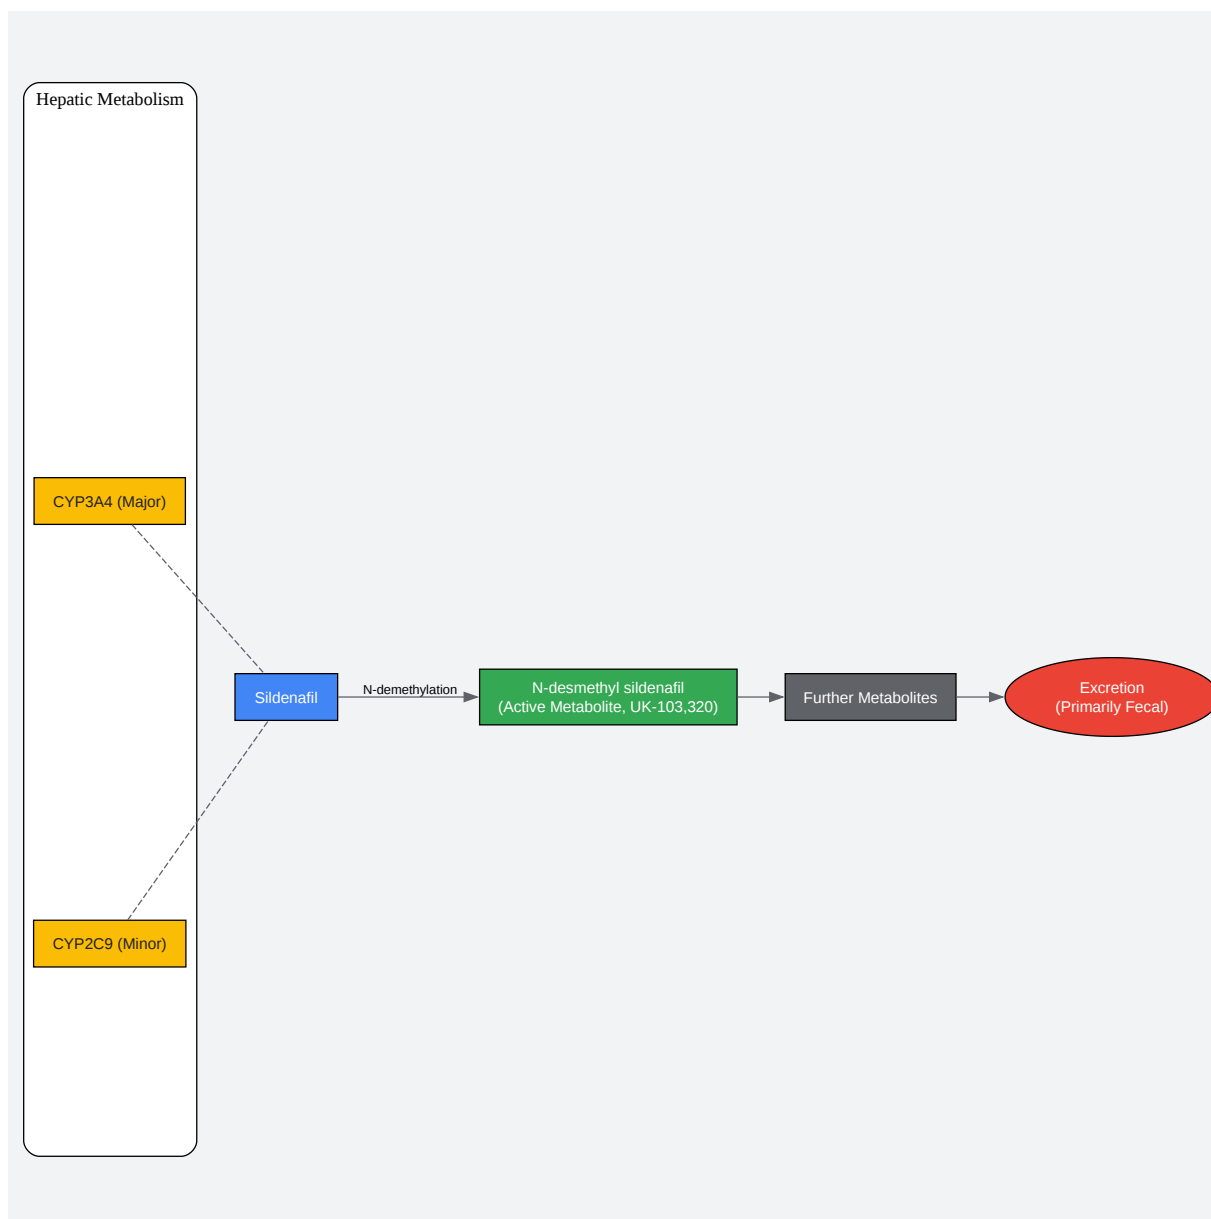 Hepatic Metabolism
CYP3A4 (Major)
Sildenafil
N-demethylation
N-desmethyl sildenafil
(Active Metabolite, UK-103,320)
Further Metabolites
Excretion
(Primarily Fecal)
CYP2C9 (Minor)